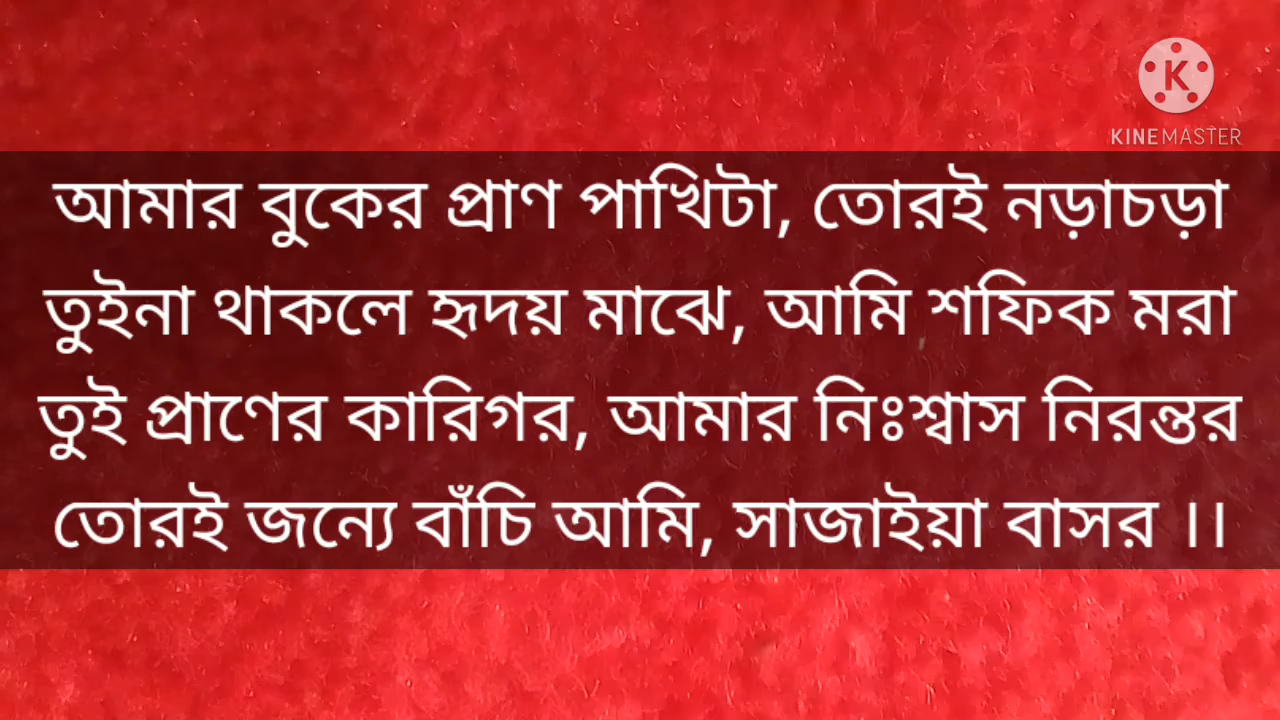 KINEMASTER
আমার বুকের প্রাণ পাখিটা, তোরই নড়াচড়া
তুইনা থাকলে হৃদয় মাঝে, আমি শফিক মরা
তুই প্রাণের কারিগর, আমার নিঃশ্বাস নিরন্তর
তোরই জন্যে বাঁচি আমি, সাজাইয়া বাসর ।।